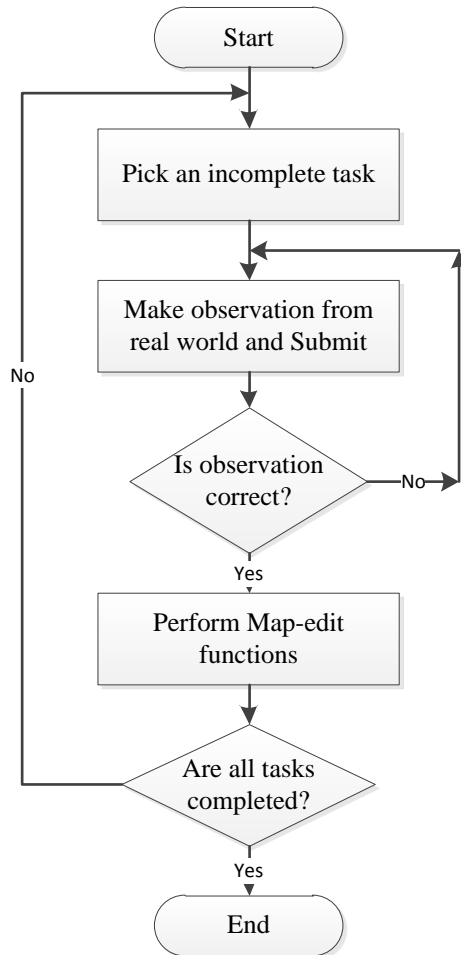 Start
Pick an incomplete task
Make observation from
real world and Submit
No
Is observation
correct?
No
Yes
Perform Map-edit
functions
Are all tasks
completed?
Yes
End